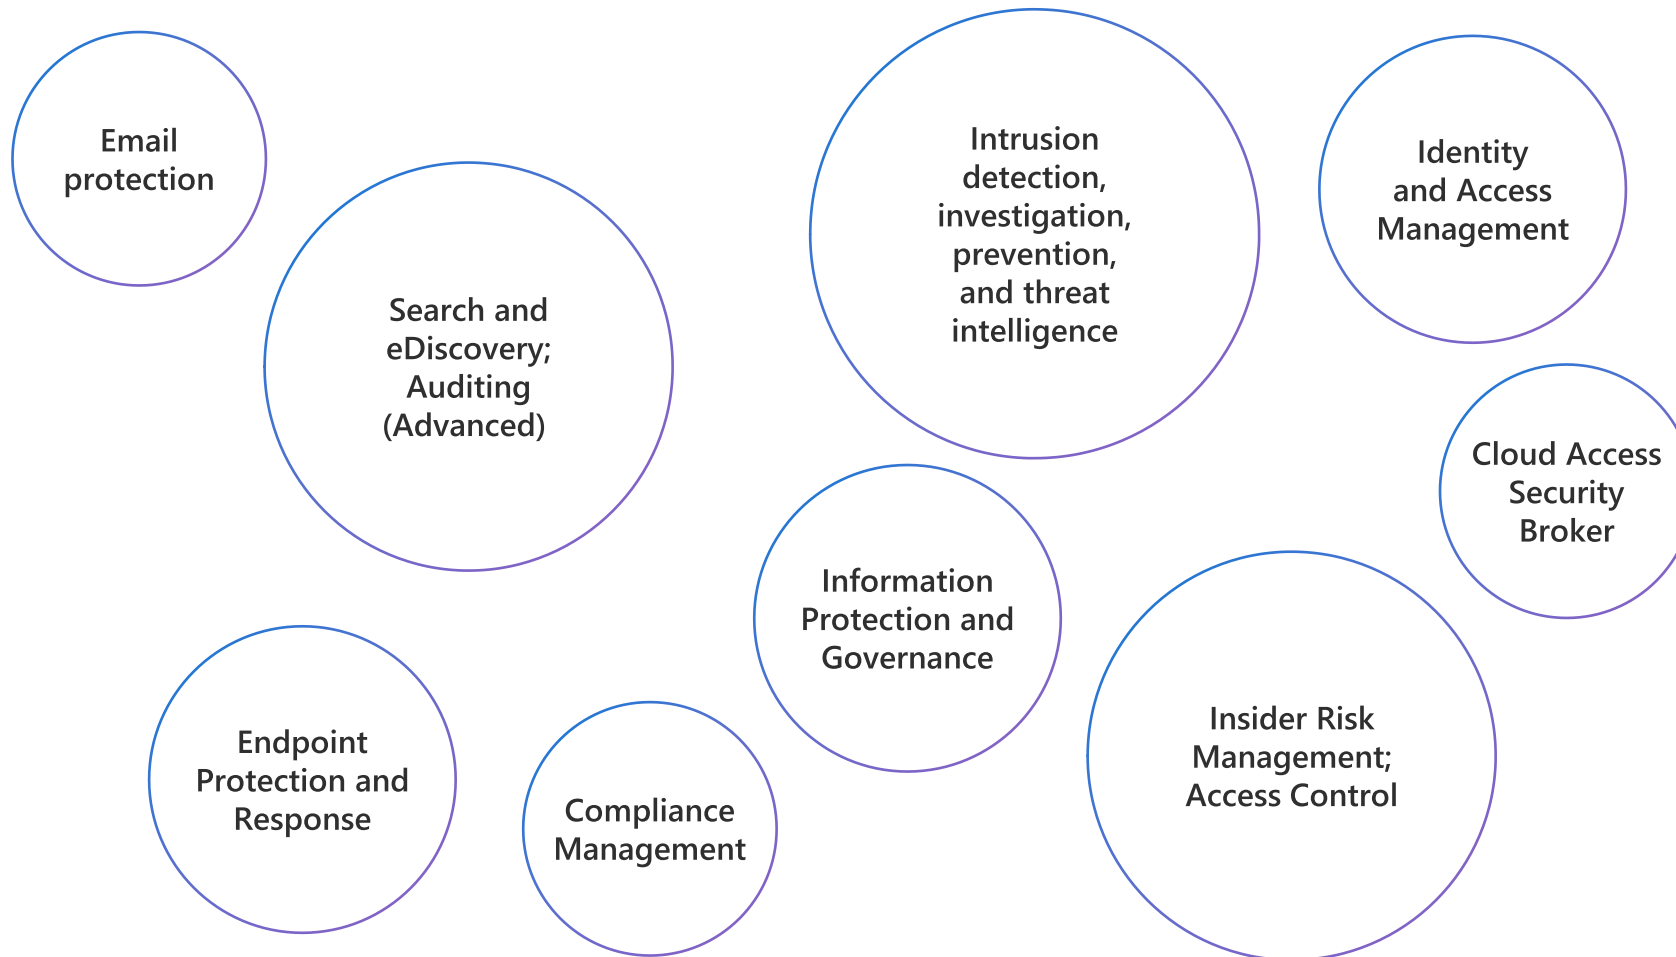 Email
protection
Search and
eDiscovery;
Auditing
(Advanced)
Intrusion
detection,
investigation,
prevention,
and threat
intelligence
Identity
and Access
Management
Cloud Access
Security
Broker
Information
Protection and
Governance
Insider Risk
Management;
Access Control
Endpoint
Protection and
Response
Compliance
Management